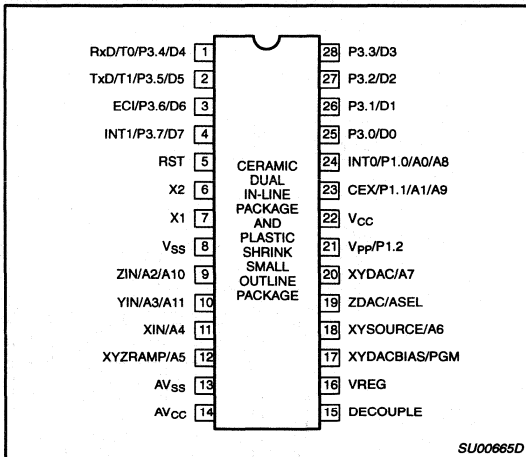 RxD/T0/P3.4/D4 1 28 P3.3/D3
TxD/T1/P3.5/D5 2 27 P3.2/D2
ECI/P3.6/D6 3 26 P3.1/D1
INT1/P3.7/D7 4 25 P3.0/D0
RST 5 24 INT0/P1.0/A0/A8
X2 6 23 CEX/P1.1/A1/A9
X1 7 22 VCC
VSS 8 21 VPP/P1.2
ZIN/A2/A10 9 20 XYDAC/A7
YIN/A3/A11 10 19 ZDAC/ASEL
XIN/A4 11 18 XYSOURCE/A6
XYZRAMP/A5 12 17 XYDACBIAS/PGM
AVSS 13 16 VREG
AVCC 14 15 DECOUPLE
CERAMIC
DUAL
IN-LINE
PACKAGE
AND
PLASTIC
SHRINK
SMALL
OUTLINE
PACKAGE
SU00665D